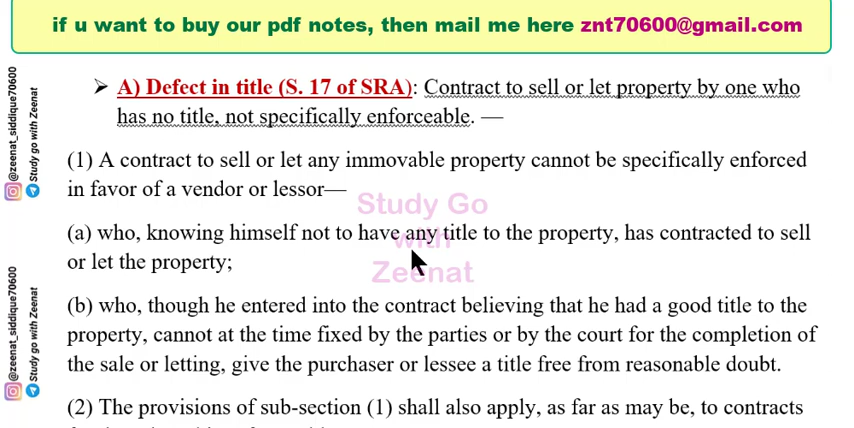 if u want to buy our pdf notes, then mail me here znt70600@gmail.com
➢ A) Defect in title (S. 17 of SRA): Contract to sell or let property by one who
has no title, not specifically enforceable. —
(1) A contract to sell or let any immovable property cannot be specifically enforced
in favor of a vendor or lessor—
(a) who, knowing himself not to have any title to the property, has contracted to sell
or let the property;
(b) who, though he entered into the contract believing that he had a good title to the
property, cannot at the time fixed by the parties or by the court for the completion of
the sale or letting, give the purchaser or lessee a title free from reasonable doubt.
(2) The provisions of sub-section (1) shall also apply, as far as may be, to contracts
Study Go
with
Zeenat
@zeenat_siddique70600
Study go with Zeenat
@zeenat_siddique70600
Study go with Zeenat